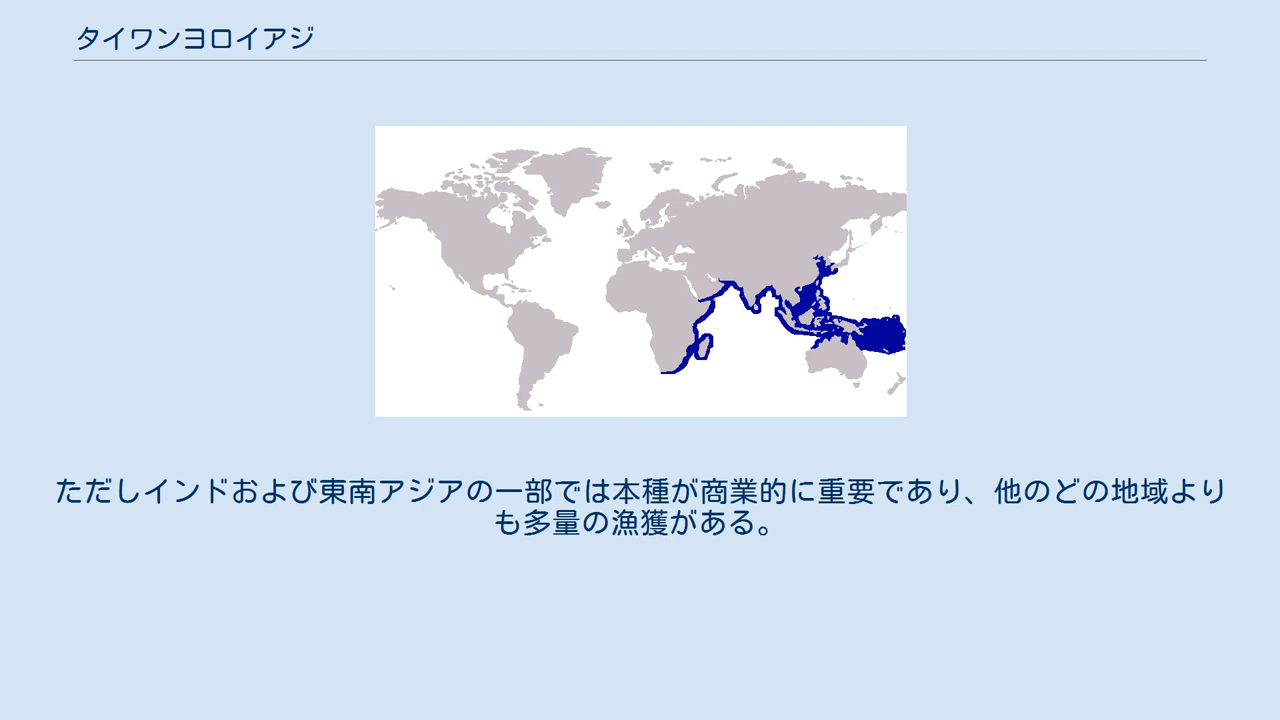 タイワンヨロイアジ
ただしインドおよび東南アジアの一部では本種が商業的に重要であり、他のどの地域より
も多量の漁獲がある。